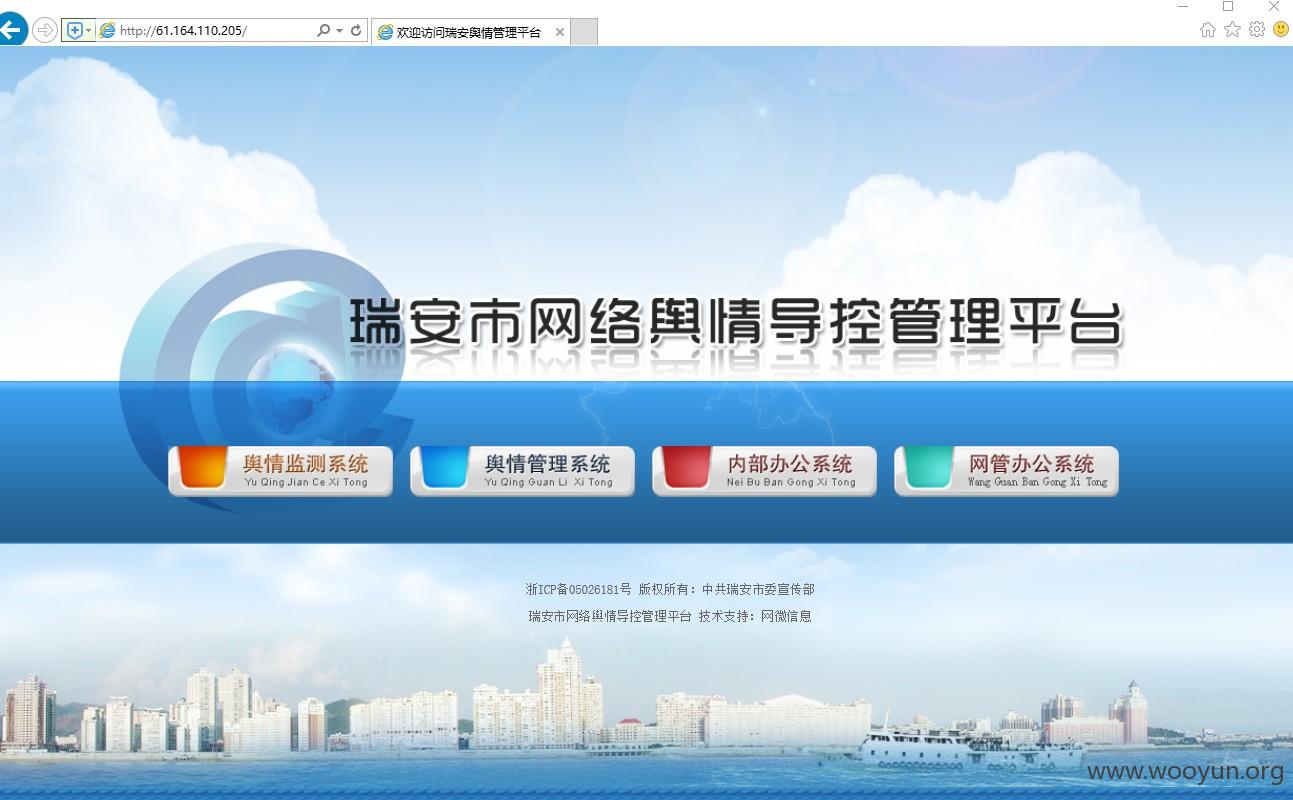 http://61.164.110.205/
欢迎访问瑞安舆情管理平台
瑞安市网络舆情导控管理平台
舆情监测系统
Yu Qing Jian Ce Xi Tong
舆情管理系统
Yu Qing Guan Li Xi Tong
内部办公系统
Nei Bu Ban Gong Xi Tong
网管办公系统
Wang Guan Ban Gong Xi Tong
浙ICP备05026181号 版权所有：中共瑞安市委宣传部
瑞安市网络舆情导控管理平台 技术支持：网微信息
www.wooyun.org